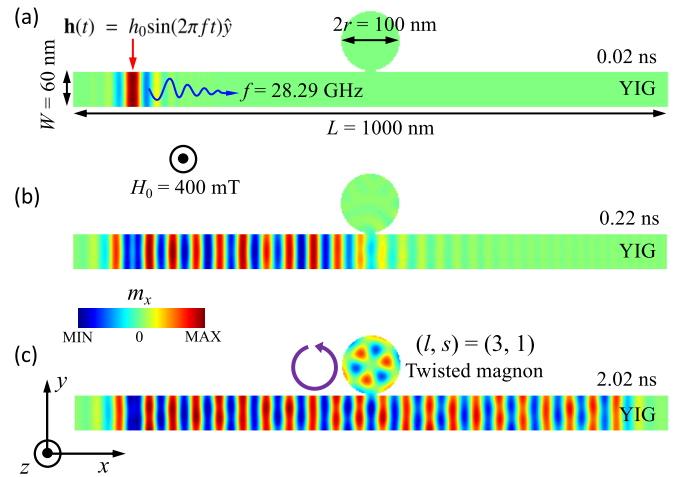 (a)
h(t) = h₀sin(2πft)ŷ
2r = 100 nm
0.02 ns
W = 60 nm
f = 28.29 GHz
YIG
L = 1000 nm
H₀ = 400 mT
(b)
0.22 ns
YIG
mₓ
MIN 0 MAX
(c)
(l, s) = (3, 1)
Twisted magnon
2.02 ns
YIG
y
z
x